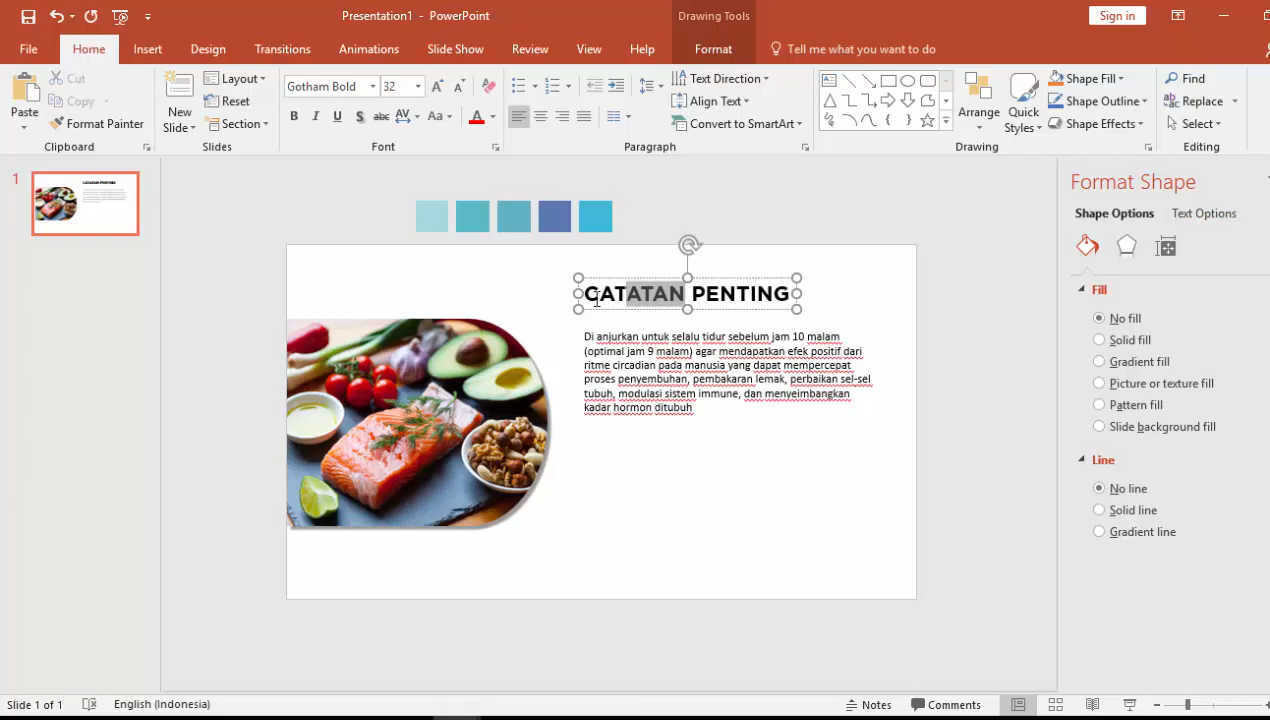 Presentation1 - PowerPoint
Drawing Tools
Sign in
File Home Insert Design Transitions Animations Slide Show Review View Help Format Tell me what you want to do
Paste
Cut
Copy
Format Painter
Clipboard
New Slide
Layout
Reset
Section
Slides
Gotham Bold 32
B I U S abc AV Aa A
Font
Text Direction
Align Text
Convert to SmartArt
Paragraph
Arrange
Quick Styles
Shape Fill
Shape Outline
Shape Effects
Drawing
Find
Replace
Select
Editing
1
CATATAN PENTING
Di anjurkan untuk selalu tidur sebelum jam 10 malam
(optimal jam 9 malam) agar mendapatkan efek positif dari
ritme circadian pada manusia yang dapat mempercepat
proses penyembuhan, pembakaran lemak, perbaikan sel-sel
tubuh, modulasi sistem immune, dan menyeimbangkan
kadar hormon ditubuh
Format Shape
Shape Options Text Options
Fill
No fill
Solid fill
Gradient fill
Picture or texture fill
Pattern fill
Slide background fill
Line
No line
Solid line
Gradient line
Slide 1 of 1 English (Indonesia) Notes Comments